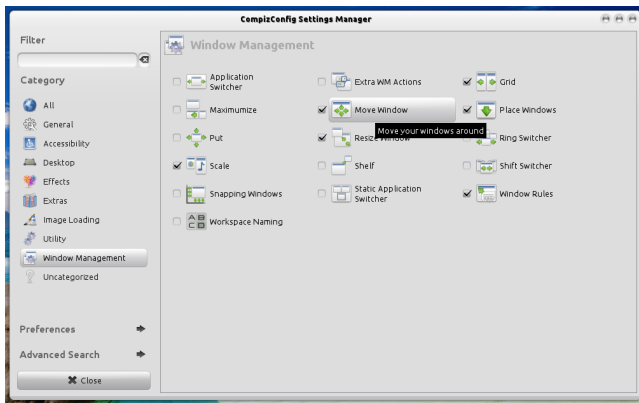 CompizConfig Settings Manager
Filter
Category
All
General
Accessibility
Desktop
Effects
Extras
Image Loading
Utility
Window Management
Uncategorized
Preferences
Advanced Search
Close
Window Management
Application
Switcher
Extra WM Actions
Grid
Maximumize
Move Window
Place Windows
Move your windows around
Put
Resize Window
Ring Switcher
Scale
Shelf
Shift Switcher
Snapping Windows
Static Application
Switcher
Window Rules
A B
C D
Workspace Naming